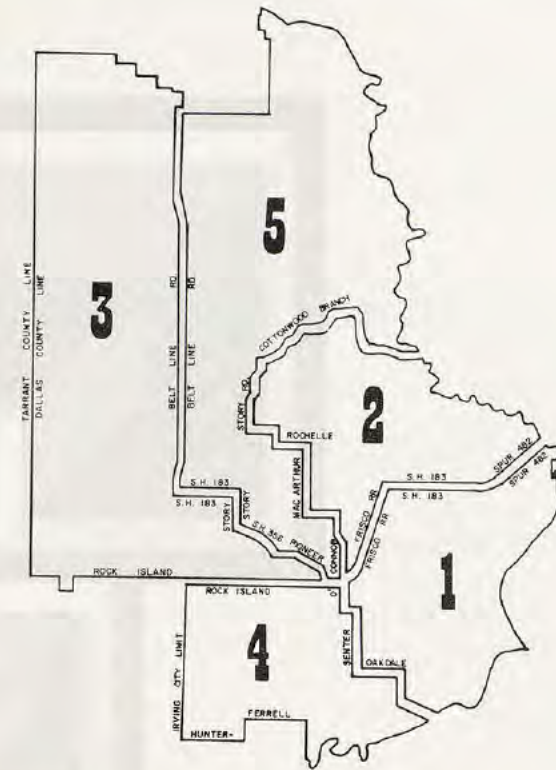 3
5
2
1
4
TARRANT COUNTY LINE
DALLAS COUNTY LINE
BELT LINE RD
BELT LINE RD
COTTONWOOD BRANCH
STORY RD
ROCHELLE
MAC ARTHUR
S.H. 183
S.H. 183
STORY
STORY
S.H. 356 PIONEER
O'CONNOR
FRISCO RR
FRISCO RR
S.H. 183
S.H. 183
SPUR 482
SPUR 482
ROCK ISLAND
ROCK ISLAND
SENTER
OAKDALE
IRVING CITY LIMIT
HUNTER-
FERRELL